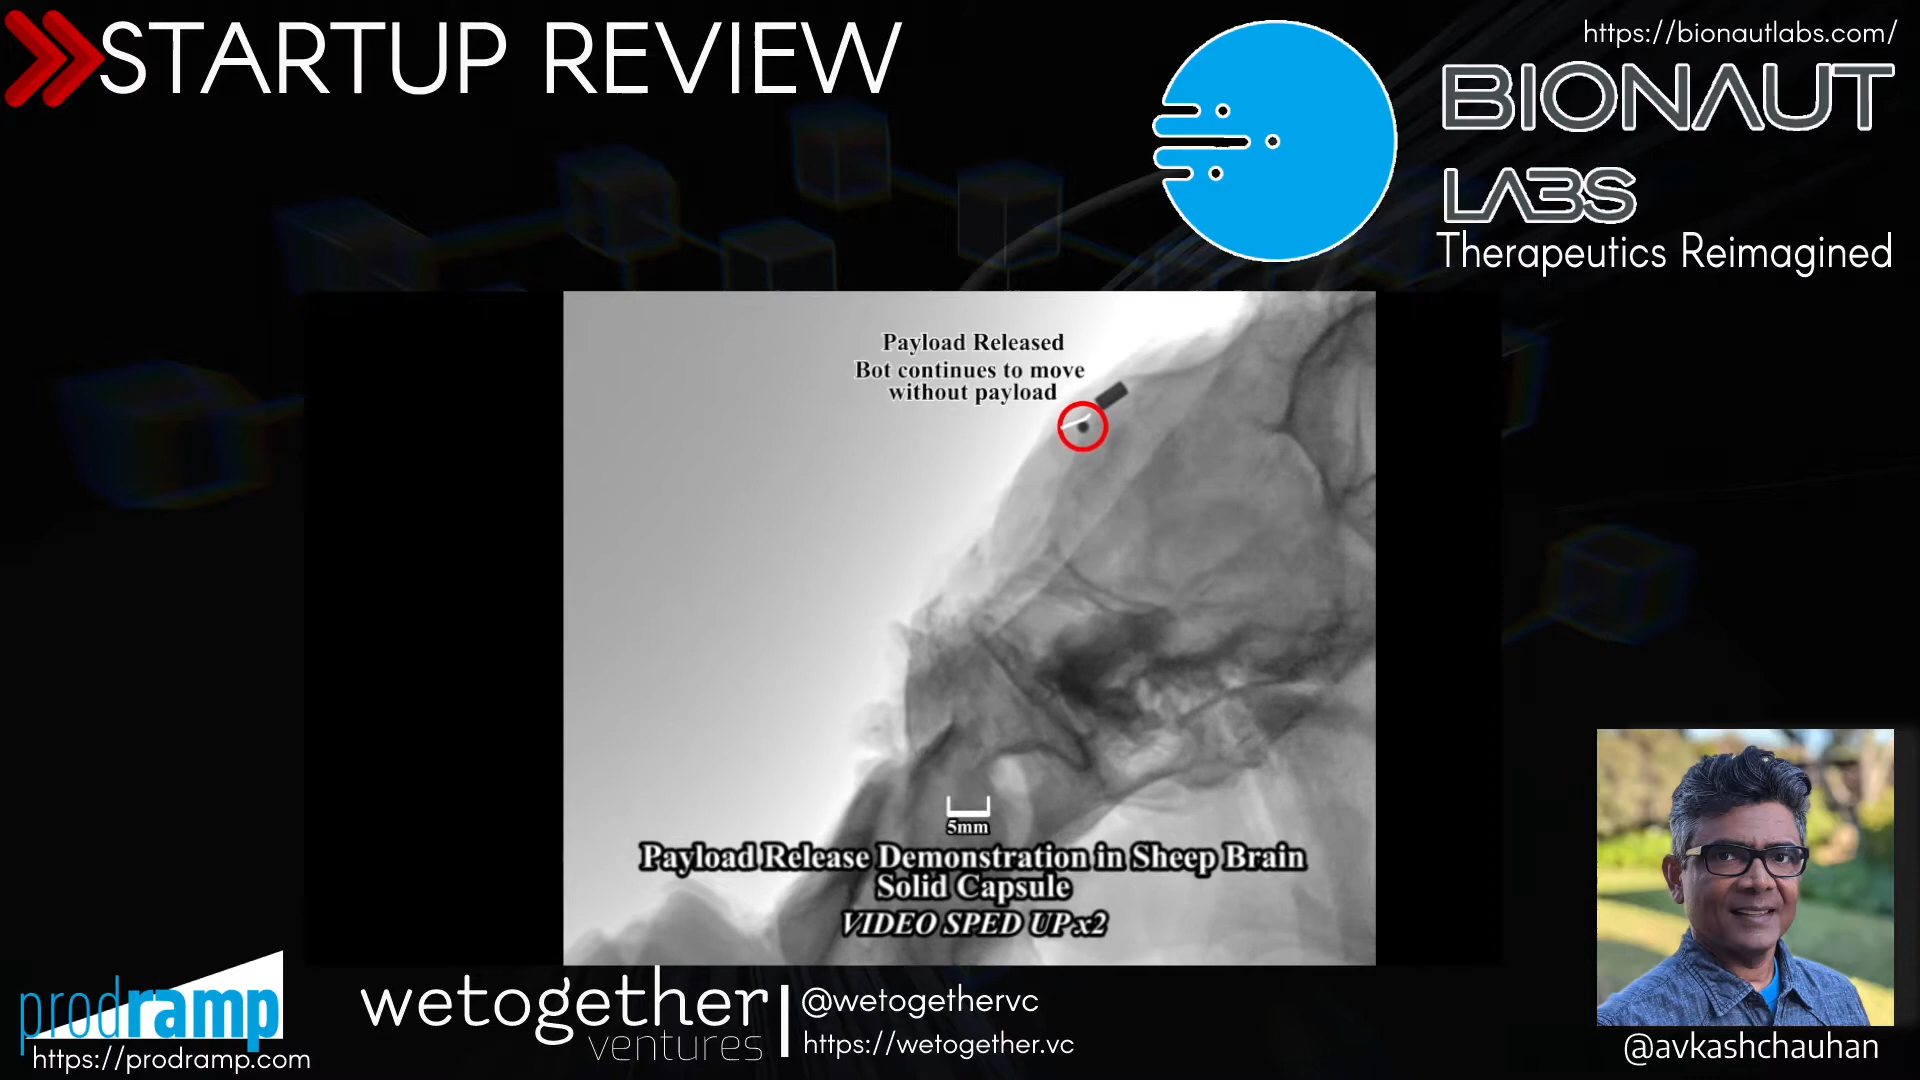 STARTUP REVIEW
https://bionautlabs.com/
BIONAUT
LABS
Therapeutics Reimagined
Payload Released
Bot continues to move
without payload
5mm
Payload Release Demonstration in Sheep Brain
Solid Capsule
VIDEO SPED UP x2
prodramp
https://prodramp.com
wetogether
ventures
@wetogethervc
https://wetogether.vc
@avkashchauhan